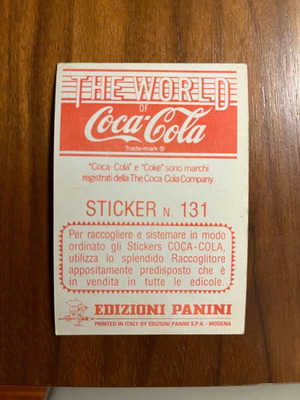 THE WORLD
OF
Coca-Cola
Trade-mark ®
"Coca-Cola" e "Coke" sono marchi
registrati della The Coca-Cola Company
STICKER N. 131
Per raccogliere e sistemare in modo
ordinato gli Stickers COCA-COLA,
utilizza lo splendido Raccoglitore
appositamente predisposto che è
in vendita in tutte le edicole.
EDIZIONI PANINI
PRINTED IN ITALY BY EDIZIONI PANINI S.P.A. - MODENA